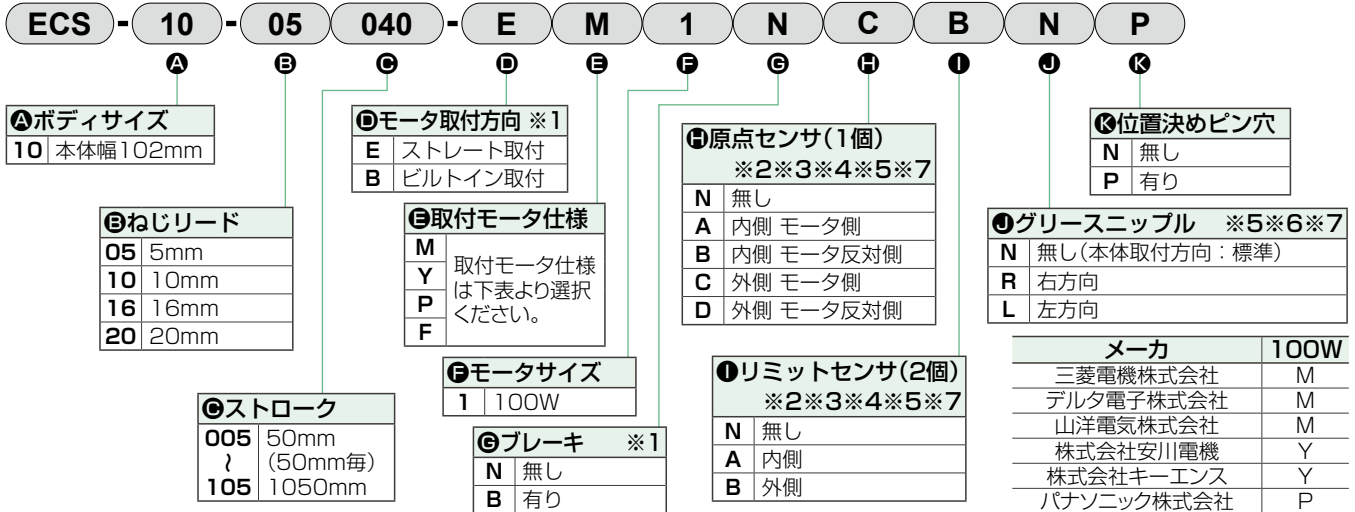 ECS - 10 - 05 040 - E M 1 N C B N P
A B C D E F G H I J K
Aボディサイズ
10 本体幅102mm
Bねじリード
05 5mm
10 10mm
16 16mm
20 20mm
Cストローク
005 50mm
〜 (50mm毎)
105 1050mm
Dモータ取付方向 ※1
E ストレート取付
B ビルトイン取付
E取付モータ仕様
M
Y
P
F
取付モータ仕様
は下表より選択
ください。
Fモータサイズ
1 100W
Gブレーキ ※1
N 無し
B 有り
H原点センサ(1個)
※2※3※4※5※7
N 無し
A 内側 モータ側
B 内側 モータ反対側
C 外側 モータ側
D 外側 モータ反対側
Iリミットセンサ(2個)
※2※3※4※5※7
N 無し
A 内側
B 外側
K位置決めピン穴
N 無し
P 有り
Jグリースニップル ※5※6※7
N 無し(本体取付方向：標準)
R 右方向
L 左方向
メーカ 100W
三菱電機株式会社 M
デルタ電子株式会社 M
山洋電気株式会社 M
株式会社安川電機 Y
株式会社キーエンス Y
パナソニック株式会社 P